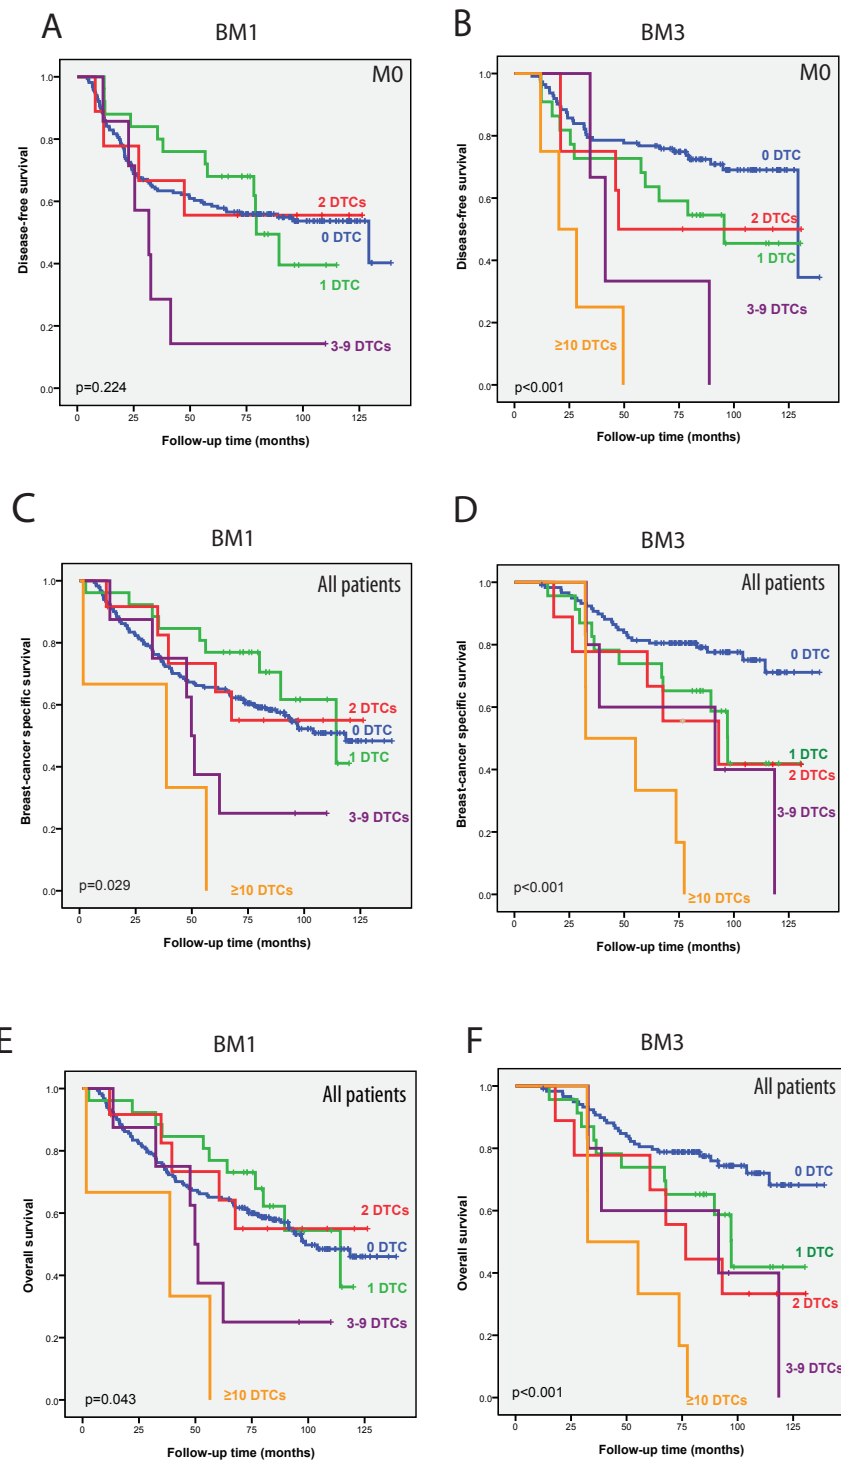 A
BM1
M0
Disease-free survival
1.0
0.8
0.6
0.4
0.2
0.0
2 DTCs
0 DTC
1 DTC
3-9 DTCs
p=0.224
0 25 50 75 100 125
Follow-up time (months)
B
BM3
M0
Disease-free survival
1.0
0.8
0.6
0.4
0.2
0.0
0 DTC
2 DTCs
1 DTC
3-9 DTCs
≥10 DTCs
p<0.001
0 25 50 75 100 125
Follow-up time (months)
C
BM1
All patients
Breast-cancer specific survival
1.0
0.8
0.6
0.4
0.2
0.0
2 DTCs
0 DTC
1 DTC
3-9 DTCs
≥10 DTCs
p=0.029
0 25 50 75 100 125
Follow-up time (months)
D
BM3
All patients
Breast-cancer specific survival
1.0
0.8
0.6
0.4
0.2
0.0
0 DTC
1 DTC
2 DTCs
3-9 DTCs
≥10 DTCs
p<0.001
0 25 50 75 100 125
Follow-up time (months)
E
BM1
All patients
Overall survival
1.0
0.8
0.6
0.4
0.2
0.0
2 DTCs
0 DTC
1 DTC
3-9 DTCs
≥10 DTCs
p=0.043
0 25 50 75 100 125
Follow-up time (months)
F
BM3
All patients
Overall survival
1.0
0.8
0.6
0.4
0.2
0.0
0 DTC
1 DTC
2 DTCs
3-9 DTCs
≥10 DTCs
p<0.001
0 25 50 75 100 125
Follow-up time (months)